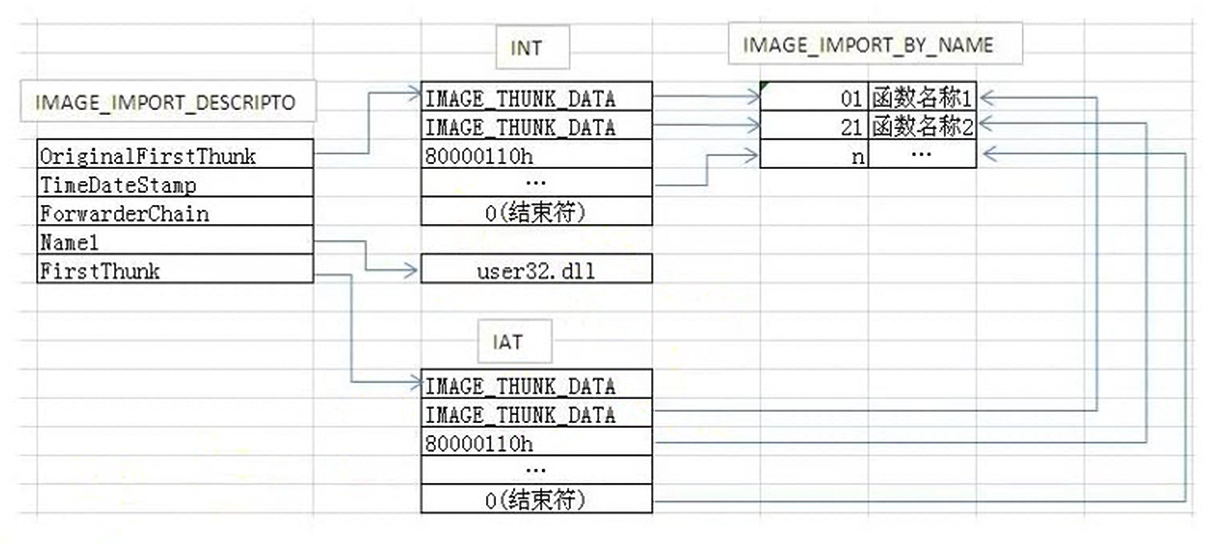 INT
IMAGE_IMPORT_BY_NAME
IMAGE_IMPORT_DESCRIPTO
IMAGE_THUNK_DATA
01 函数名称1
IMAGE_THUNK_DATA
21 函数名称2
OriginalFirstThunk
80000110h
n …
TimeDateStamp
…
ForwarderChain
0(结束符)
Name1
FirstThunk
user32.dll
IAT
IMAGE_THUNK_DATA
IMAGE_THUNK_DATA
80000110h
…
0(结束符)